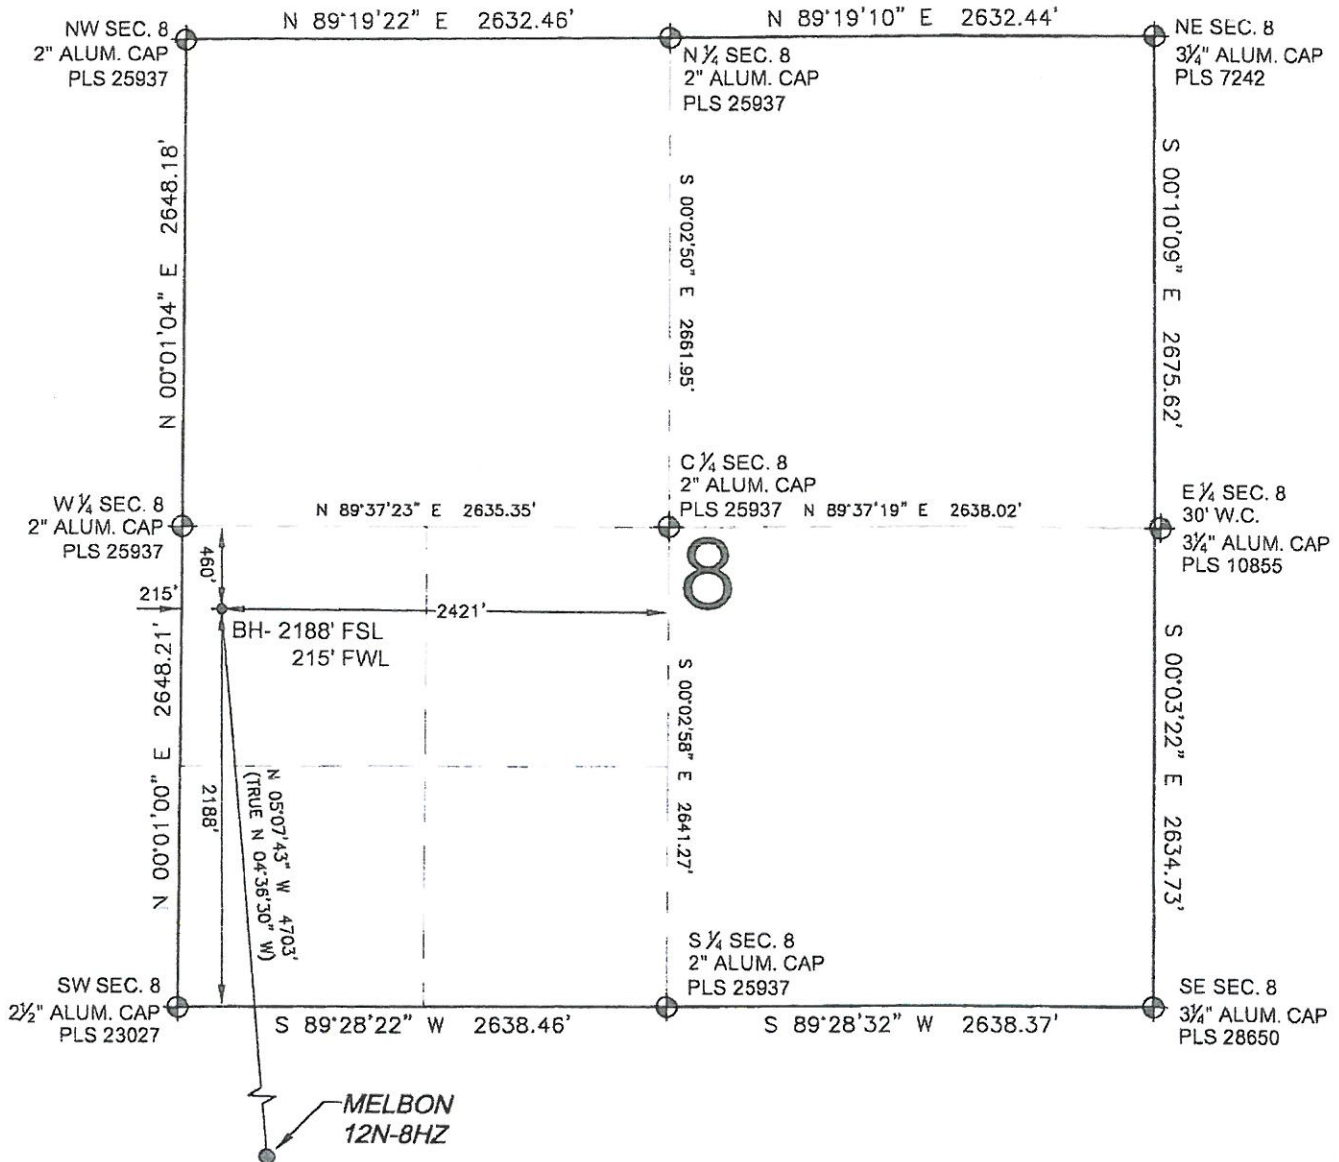 N 89°19'22" E 2632.46'
N 89°19'10" E 2632.44'
NW SEC. 8
2" ALUM. CAP
PLS 25937
N 1/4 SEC. 8
2" ALUM. CAP
PLS 25937
NE SEC. 8
3 1/4" ALUM. CAP
PLS 7242
N 00°01'04" E 2648.18'
S 00°02'50" E 2661.95'
S 00°10'09" E 2675.62'
W 1/4 SEC. 8
2" ALUM. CAP
PLS 25937
N 89°37'23" E 2635.35'
C 1/4 SEC. 8
2" ALUM. CAP
PLS 25937
N 89°37'19" E 2638.02'
E 1/4 SEC. 8
30' W.C.
3 1/4" ALUM. CAP
PLS 10855
8
460'
215'
2421'
BH- 2188' FSL
215' FWL
N 00°01'00" E 2648.21'
2188'
N 05°07'43" W 4703'
(TRUE N 04°36'30" W)
S 00°02'58" E 2641.27'
S 00°03'22" E 2634.73'
SW SEC. 8
2 1/2" ALUM. CAP
PLS 23027
S 1/4 SEC. 8
2" ALUM. CAP
PLS 25937
SE SEC. 8
3 1/4" ALUM. CAP
PLS 28650
S 89°28'22" W 2638.46'
S 89°28'32" W 2638.37'
MELBON
12N-8HZ